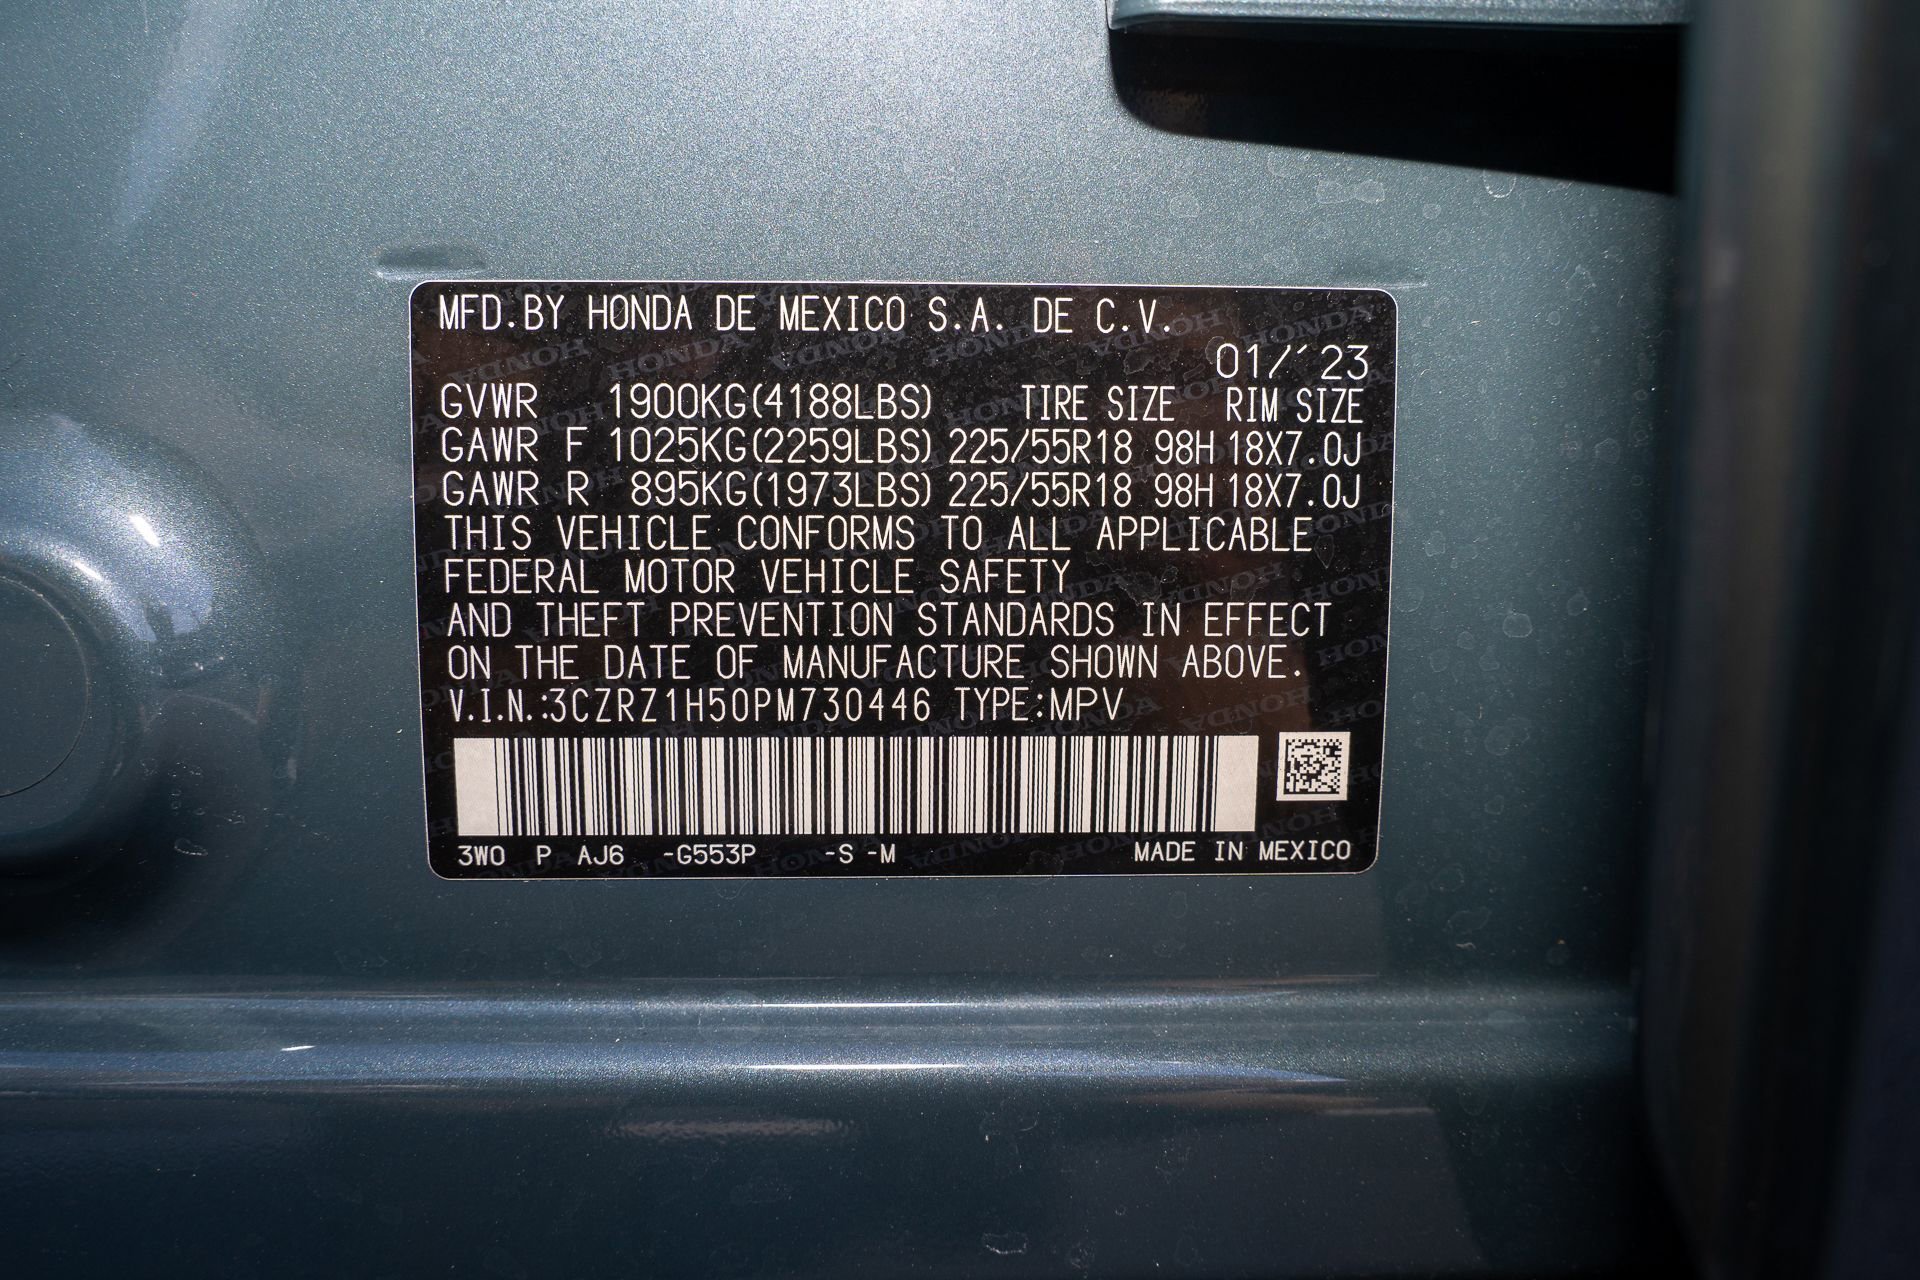 MFD.BY HONDA DE MEXICO S.A. DE C.V.
01/'23
GVWR 1900KG(4188LBS) TIRE SIZE RIM SIZE
GAWR F 1025KG(2259LBS) 225/55R18 98H 18X7.0J
GAWR R 895KG(1973LBS) 225/55R18 98H 18X7.0J
THIS VEHICLE CONFORMS TO ALL APPLICABLE
FEDERAL MOTOR VEHICLE SAFETY
AND THEFT PREVENTION STANDARDS IN EFFECT
ON THE DATE OF MANUFACTURE SHOWN ABOVE.
V.I.N.:3CZRZ1H50PM730446 TYPE:MPV
3W0 P AJ6 -G553P -S -M MADE IN MEXICO